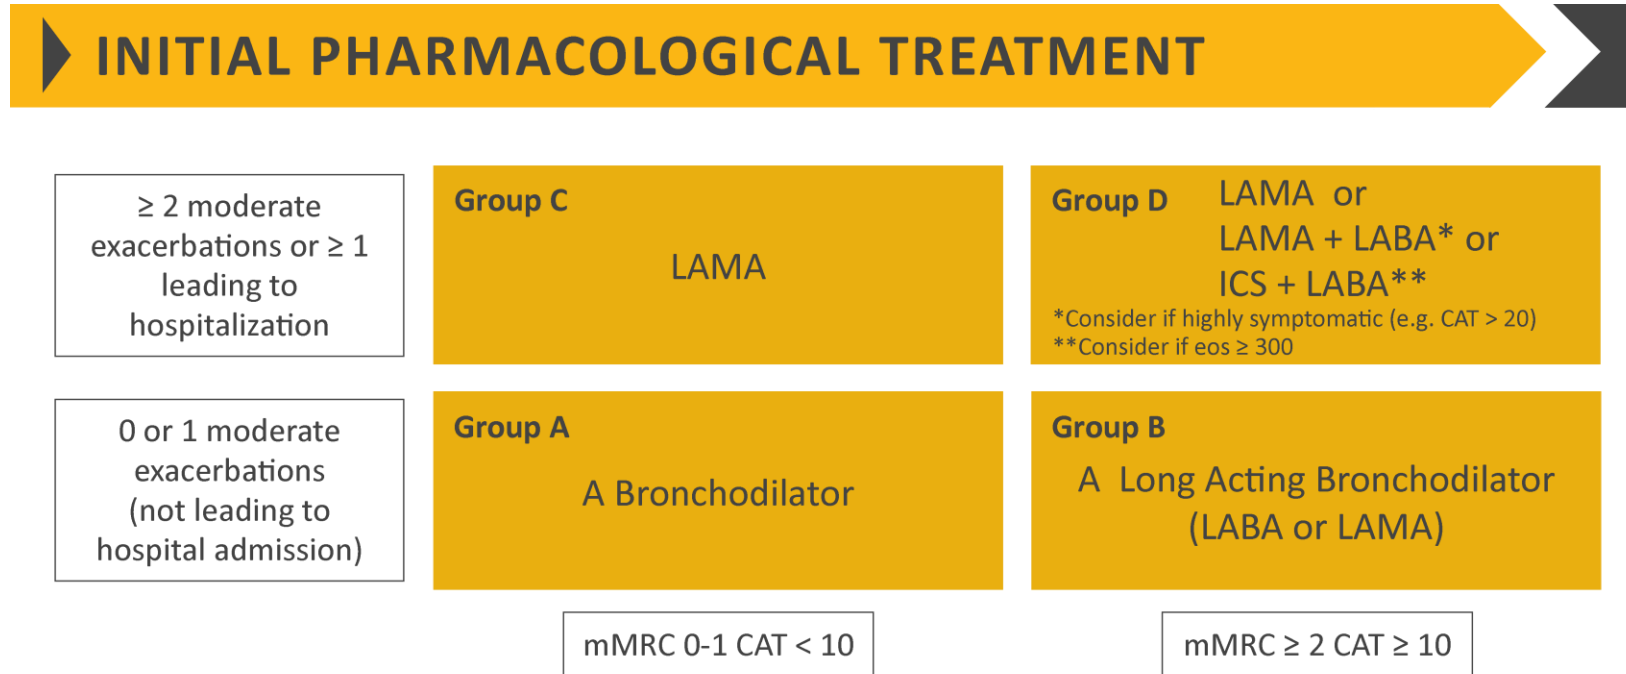 INITIAL PHARMACOLOGICAL TREATMENT
≥ 2 moderate
exacerbations or ≥ 1
leading to
hospitalization
Group C
LAMA
Group D
LAMA or
LAMA + LABA* or
ICS + LABA**
*Consider if highly symptomatic (e.g. CAT > 20)
**Consider if eos ≥ 300
0 or 1 moderate
exacerbations
(not leading to
hospital admission)
Group A
A Bronchodilator
Group B
A Long Acting Bronchodilator
(LABA or LAMA)
mMRC 0-1 CAT < 10
mMRC ≥ 2 CAT ≥ 10